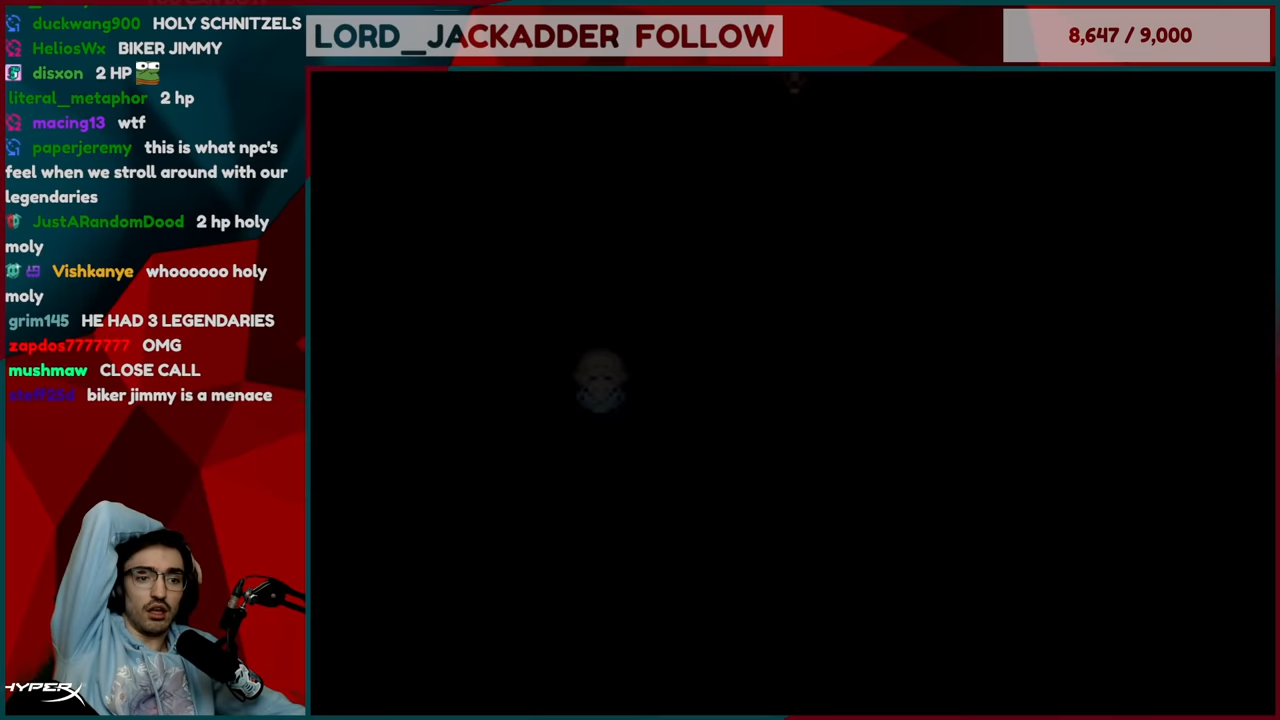 duckwang900 HOLY SCHNITZELS
HeliosWx BIKER JIMMY
disxon 2 HP
literal_metaphor 2 hp
macing13 wtf
paperjeremy this is what npc's
feel when we stroll around with our
legendaries
JustARandomDood 2 hp holy
moly
Vishkanye whoooooo holy
moly
grim145 HE HAD 3 LEGENDARIES
zapdos7777777 OMG
mushmaw CLOSE CALL
steff25d biker jimmy is a menace
LORD_JACKADDER FOLLOW
8,647 / 9,000
HYPERX